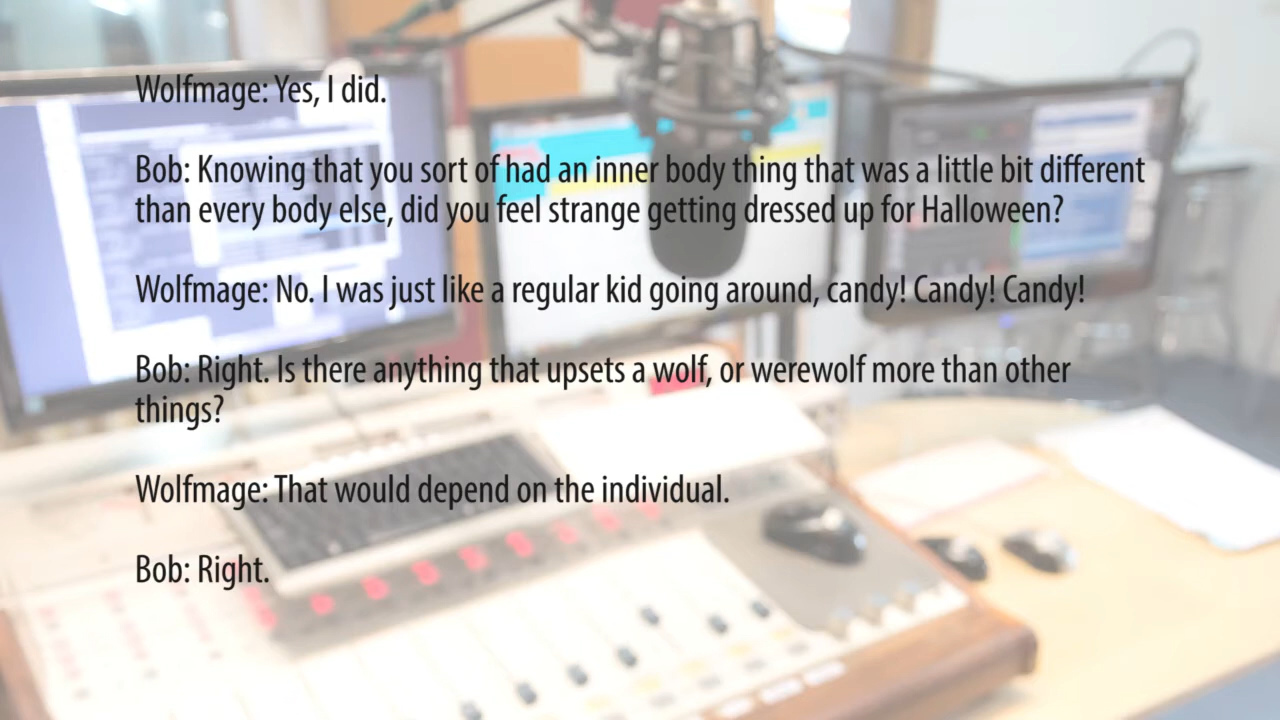 Wolfmage: Yes, I did.
Bob: Knowing that you sort of had an inner body thing that was a little bit different
than every body else, did you feel strange getting dressed up for Halloween?
Wolfmage: No. I was just like a regular kid going around, candy! Candy! Candy!
Bob: Right. Is there anything that upsets a wolf, or werewolf more than other
things?
Wolfmage: That would depend on the individual.
Bob: Right.